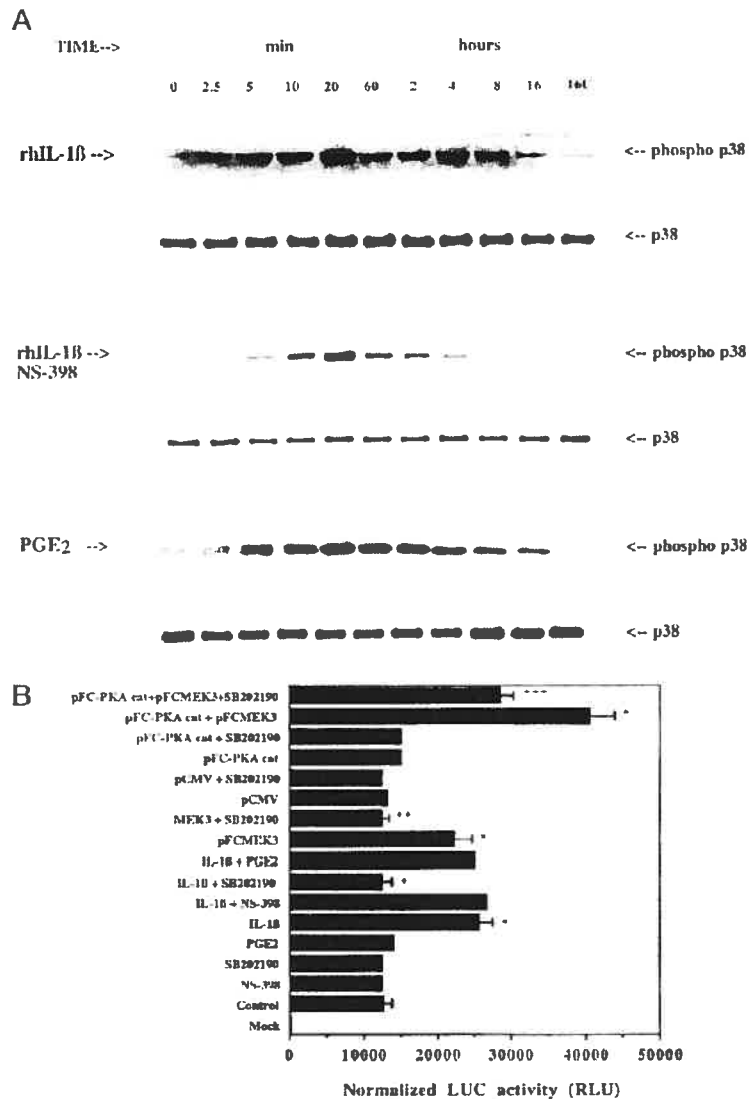 A
TIME--> min hours
0 2.5 5 10 20 60 2 4 8 16 16C
rhIL-1ß --> <-- phospho p38
<-- p38
rhIL-1ß --> <-- phospho p38
NS-398
<-- p38
PGE2 --> <-- phospho p38
<-- p38
B
pFC-PKA cat+pFCMEK3+SB202190 ***
pFC-PKA cat + pFCMEK3 *
pFC-PKA cat + SB202190
pFC-PKA cat
pCMV + SB202190
pCMV
MEK3 + SB202190 **
pFCMEK3 *
IL-1ß + PGE2
IL-1ß + SB202190 *
IL-1ß + NS-398
IL-1ß *
PGE2
SB202190
NS-398
Control
Mock
0 10000 20000 30000 40000 50000
Normalized LUC activity (RLU)